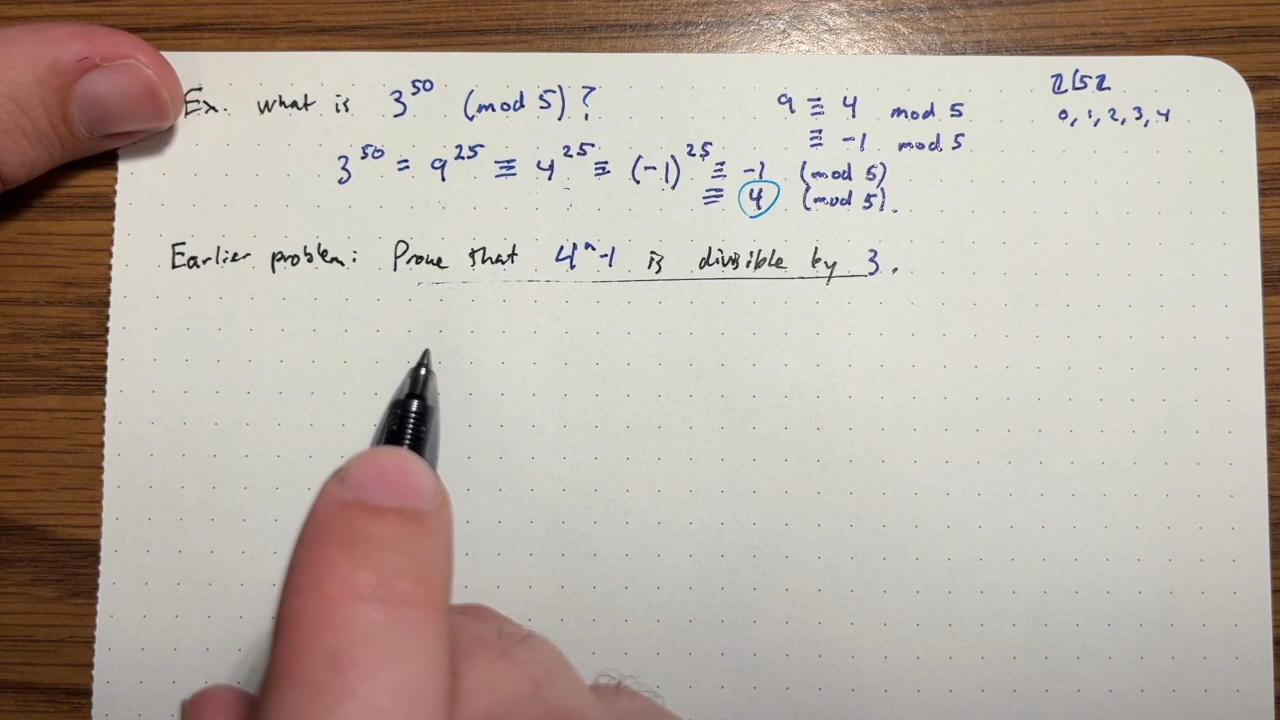 Ex. what is 3^50 (mod 5)?
9 ≡ 4 mod 5
≡ -1 mod 5
ℤ/5ℤ
0, 1, 2, 3, 4
3^50 = 9^25 ≡ 4^25 ≡ (-1)^25 ≡ -1 (mod 5)
≡ 4 (mod 5).
Earlier problem: Prove that 4^n-1 is divisible by 3.